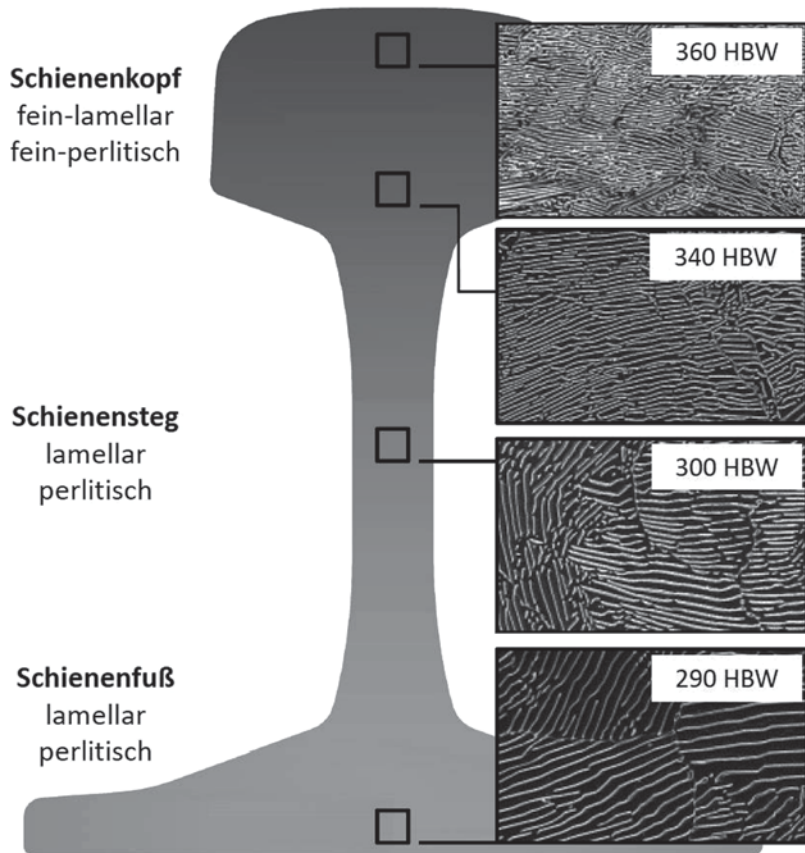 Schienenkopf
fein-lamellar
fein-perlitisch
360 HBW
340 HBW
Schienensteg
lamellar
perlitisch
300 HBW
Schienenfuß
lamellar
perlitisch
290 HBW